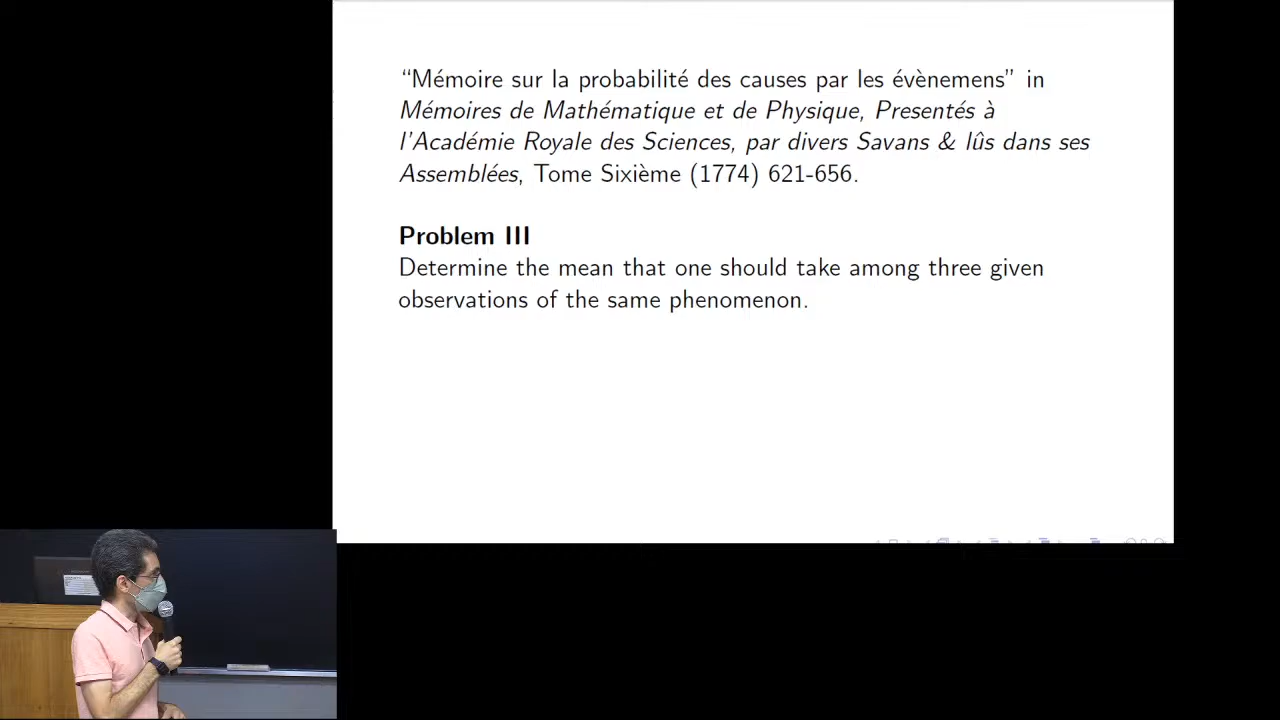 “Mémoire sur la probabilité des causes par les évènemens” in
Mémoires de Mathématique et de Physique, Presentés à
l’Académie Royale des Sciences, par divers Savans & lûs dans ses
Assemblées, Tome Sixième (1774) 621-656.
Problem III
Determine the mean that one should take among three given
observations of the same phenomenon.